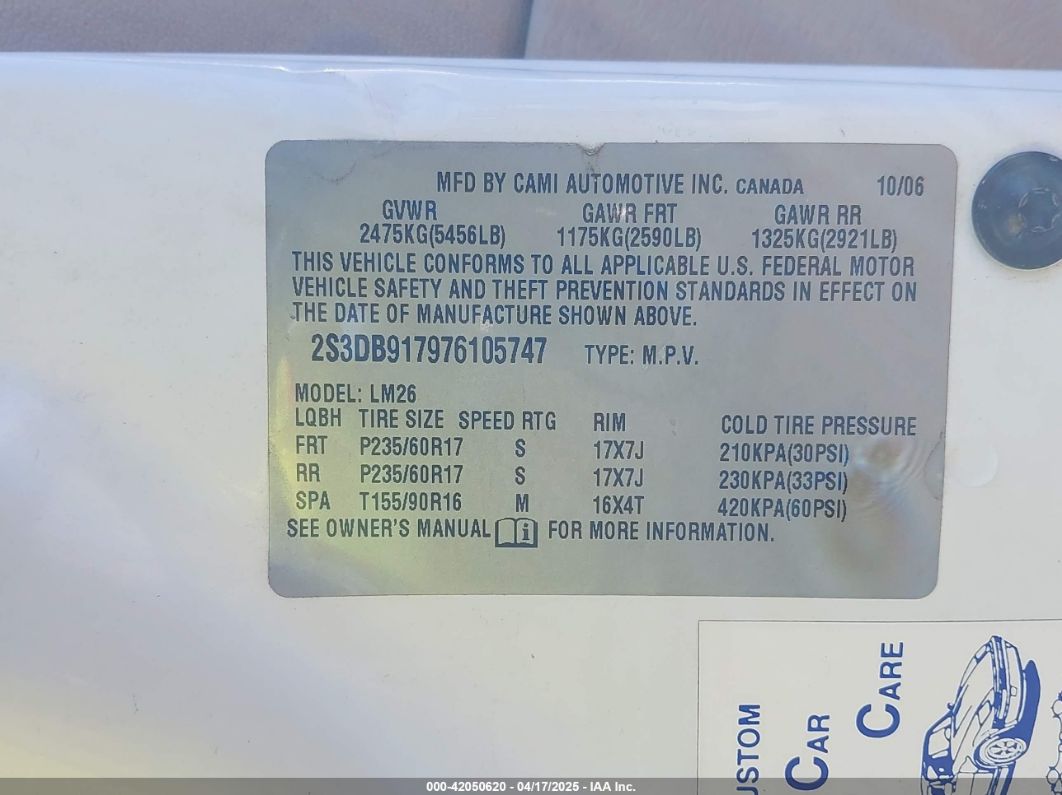 MFD BY CAMI AUTOMOTIVE INC. CANADA 10/06
GVWR GAWR FRT GAWR RR
2475KG(5456LB) 1175KG(2590LB) 1325KG(2921LB)
THIS VEHICLE CONFORMS TO ALL APPLICABLE U.S. FEDERAL MOTOR
VEHICLE SAFETY AND THEFT PREVENTION STANDARDS IN EFFECT ON
THE DATE OF MANUFACTURE SHOWN ABOVE.
2S3DB917976105747 TYPE: M.P.V.
MODEL: LM26
LQBH TIRE SIZE SPEED RTG RIM COLD TIRE PRESSURE
FRT P235/60R17 S 17X7J 210KPA(30PSI)
RR P235/60R17 S 17X7J 230KPA(33PSI)
SPA T155/90R16 M 16X4T 420KPA(60PSI)
SEE OWNER'S MANUAL i FOR MORE INFORMATION.
USTOM
CAR
CARE
000-42050620 - 04/17/2025 - IAA Inc.